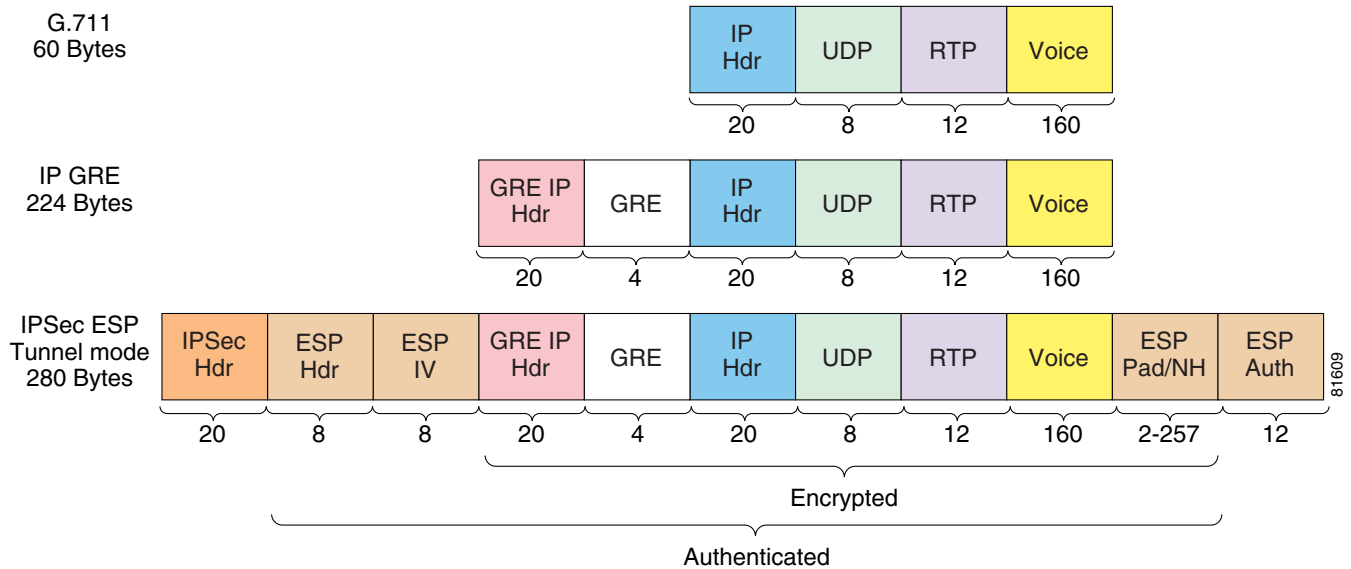 G.711
60 Bytes
IP
Hdr
UDP
RTP
Voice
20
8
12
160
IP GRE
224 Bytes
GRE IP
Hdr
GRE
IP
Hdr
UDP
RTP
Voice
20
4
20
8
12
160
IPSec ESP
Tunnel mode
280 Bytes
IPSec
Hdr
ESP
Hdr
ESP
IV
GRE IP
Hdr
GRE
IP
Hdr
UDP
RTP
Voice
ESP
Pad/NH
ESP
Auth
81609
20
8
8
20
4
20
8
12
160
2-257
12
Encrypted
Authenticated